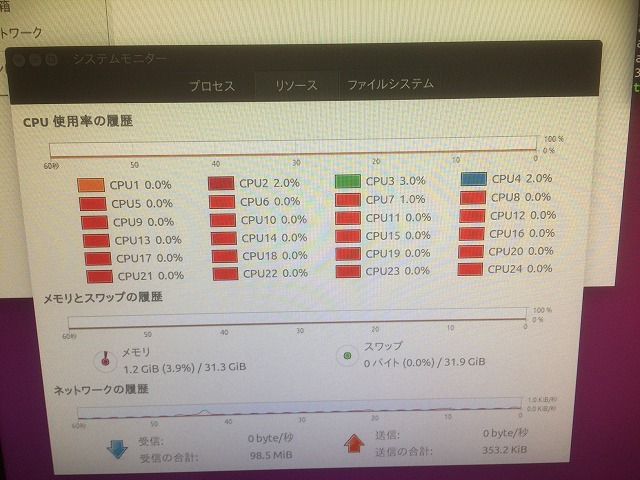 箱
トワーク
システムモニター
プロセス リソース ファイルシステム
CPU 使用率の履歴
100 %
0 %
60秒 50 40 30 20 10 0
CPU1 0.0% CPU2 2.0% CPU3 3.0% CPU4 2.0%
CPU5 0.0% CPU6 0.0% CPU7 1.0% CPU8 0.0%
CPU9 0.0% CPU10 0.0% CPU11 0.0% CPU12 0.0%
CPU13 0.0% CPU14 0.0% CPU15 0.0% CPU16 0.0%
CPU17 0.0% CPU18 0.0% CPU19 0.0% CPU20 0.0%
CPU21 0.0% CPU22 0.0% CPU23 0.0% CPU24 0.0%
メモリとスワップの履歴
100 %
0 %
60秒 50 40 30 20 10 0
メモリ
1.2 GiB (3.9%) / 31.3 GiB
スワップ
0 バイト (0.0%) / 31.9 GiB
ネットワークの履歴
1.0 KiB/秒
0.0 KiB/秒
60秒 50 40 30 20 10 0
受信: 0 byte/秒
受信の合計: 98.5 MiB
送信: 0 byte/秒
送信の合計: 353.2 KiB